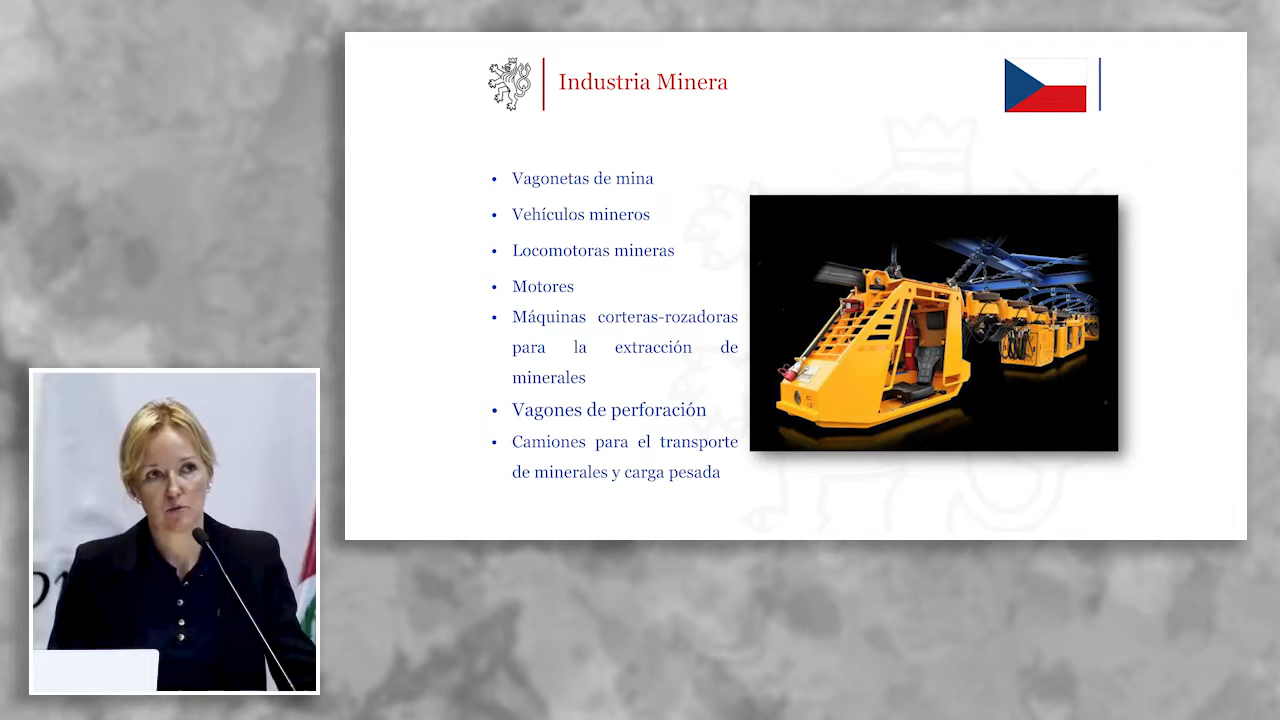 Industria Minera
• Vagonetas de mina
• Vehículos mineros
• Locomotoras mineras
• Motores
• Máquinas corteras-rozadoras
para la extracción de
minerales
• Vagones de perforación
• Camiones para el transporte
de minerales y carga pesada